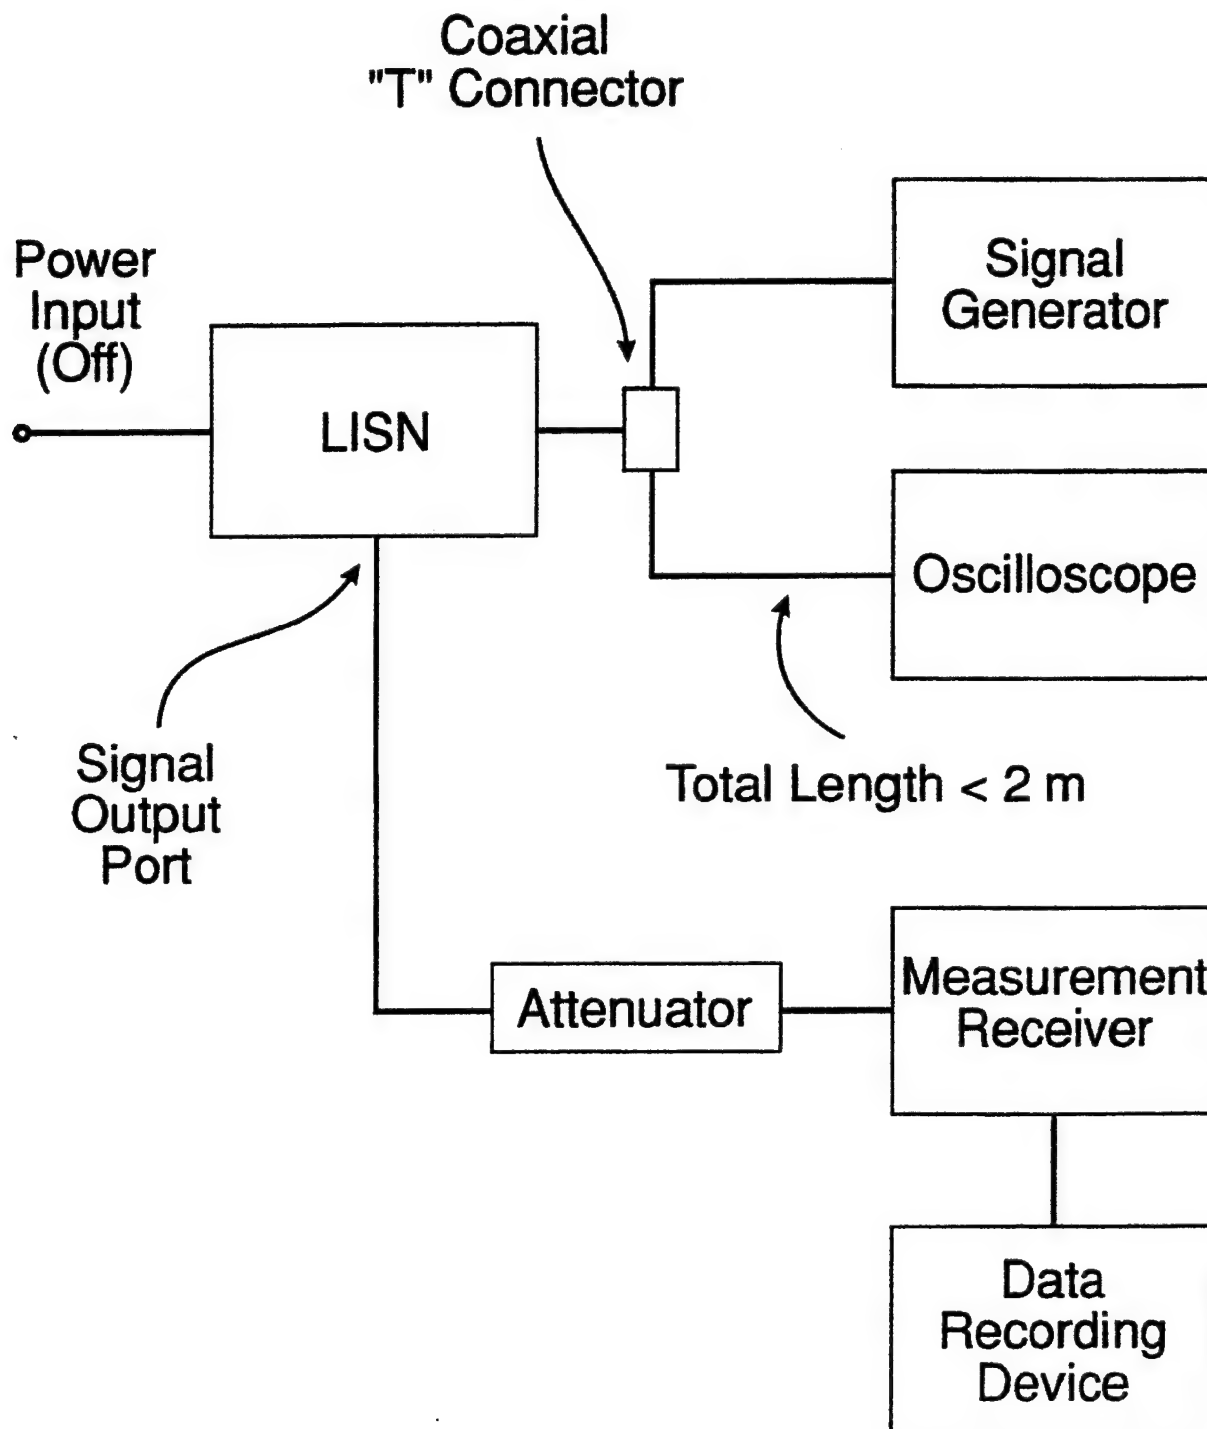 Coaxial
"T" Connector
Power
Input
(Off)
Signal
Generator
LISN
Oscilloscope
Signal
Output
Port
Total Length < 2 m
Attenuator
Measurement
Receiver
Data
Recording
Device